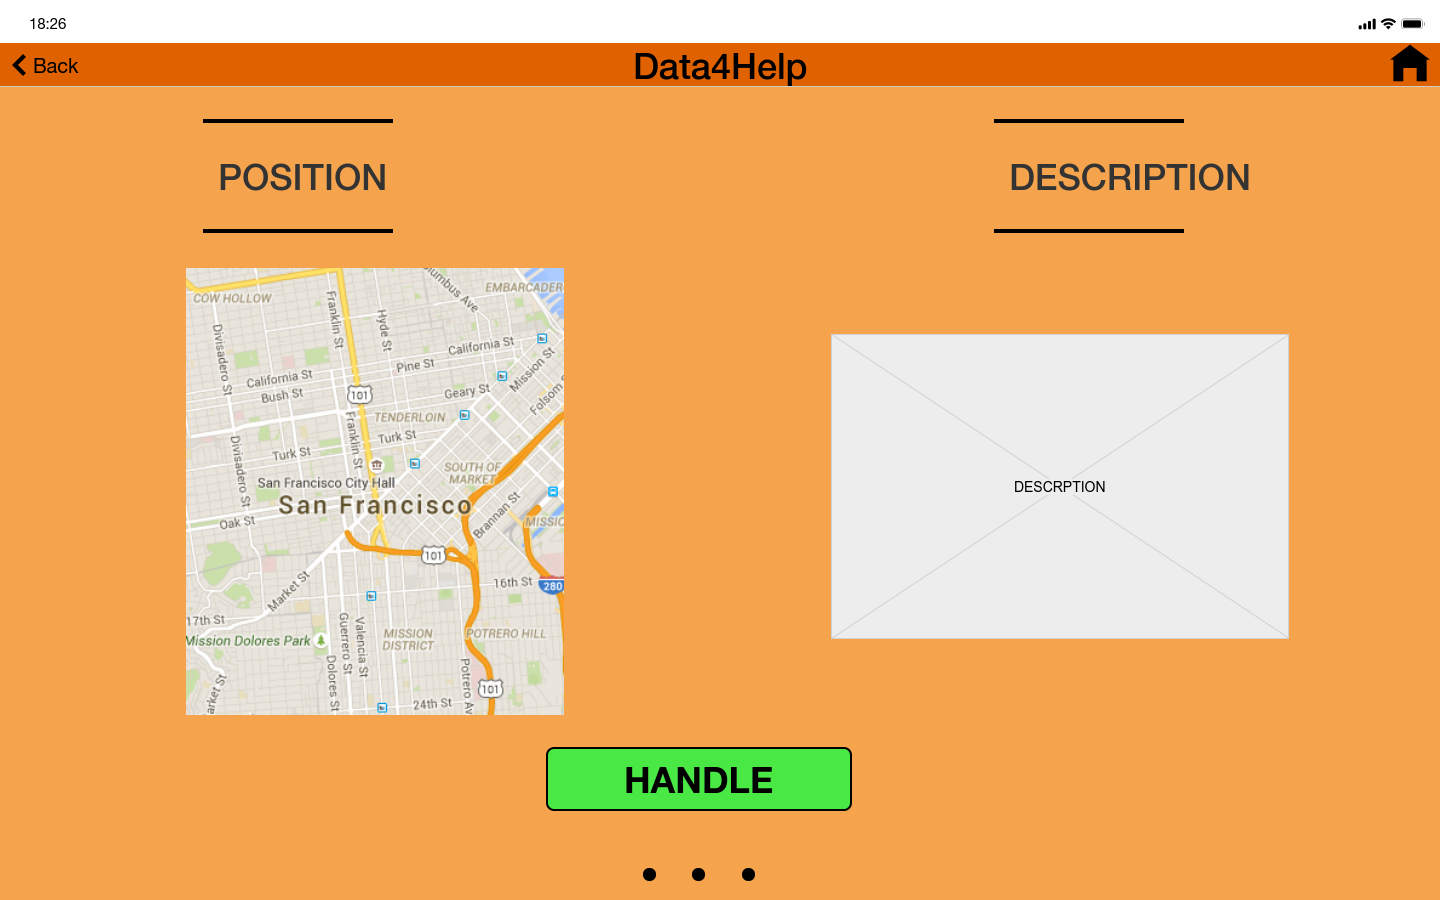 18:26
Back
Data4Help
POSITION
DESCRIPTION
Columbus Ave
EMBARCADER
COW HOLLOW
Franklin St
Hyde St
Divisadero St
California St
Mission St
Pine St
California St
Bush St
Geary St
Folsom S
101
TENDERLOIN
Franklin St
Turk St
Divisadero St
Turk St
SOUTH OF
MARKET
San Francisco City Hall
San Francisco
DESCRPTION
Brannan St
Oak St
MISSIO
101
Market St
16th St
280
17th St
Mission Dolores Park
Guerrero St
Valencia St
MISSION
DISTRICT
POTRERO HILL
Dolores St
Potrero Av
arket St
101
24th St
HANDLE